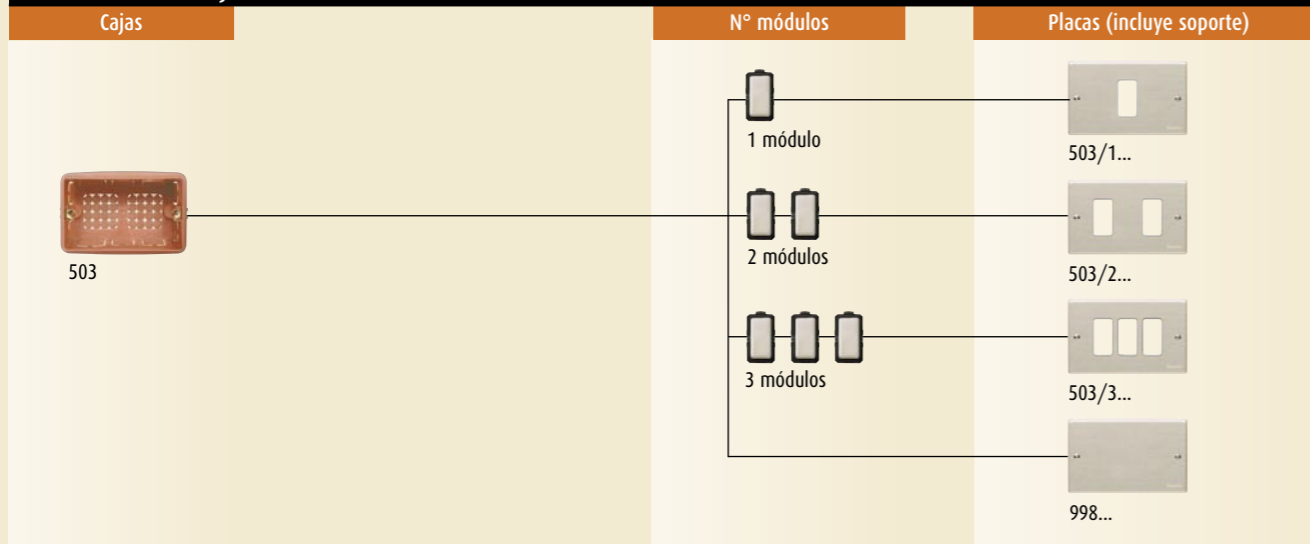 Cajas
N° módulos
Placas (incluye soporte)
1 módulo
503/1...
503
2 módulos
503/2...
3 módulos
503/3...
998...